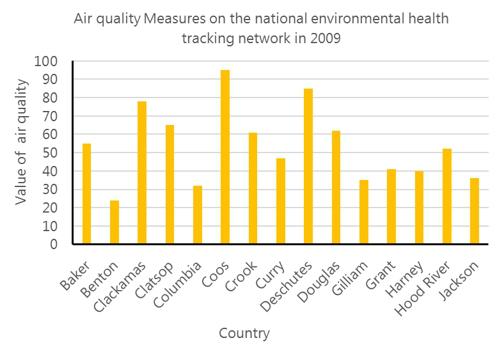 Air quality Measures on the national environmental health
tracking network in 2009
Value of  air quality
100
90
80
70
60
50
40
30
20
10
0
Baker
Benton
Clackamas
Clatsop
Columbia
Coos
Crook
Curry
Deschutes
Douglas
Gilliam
Grant
Harney
Hood River
Jackson
Country